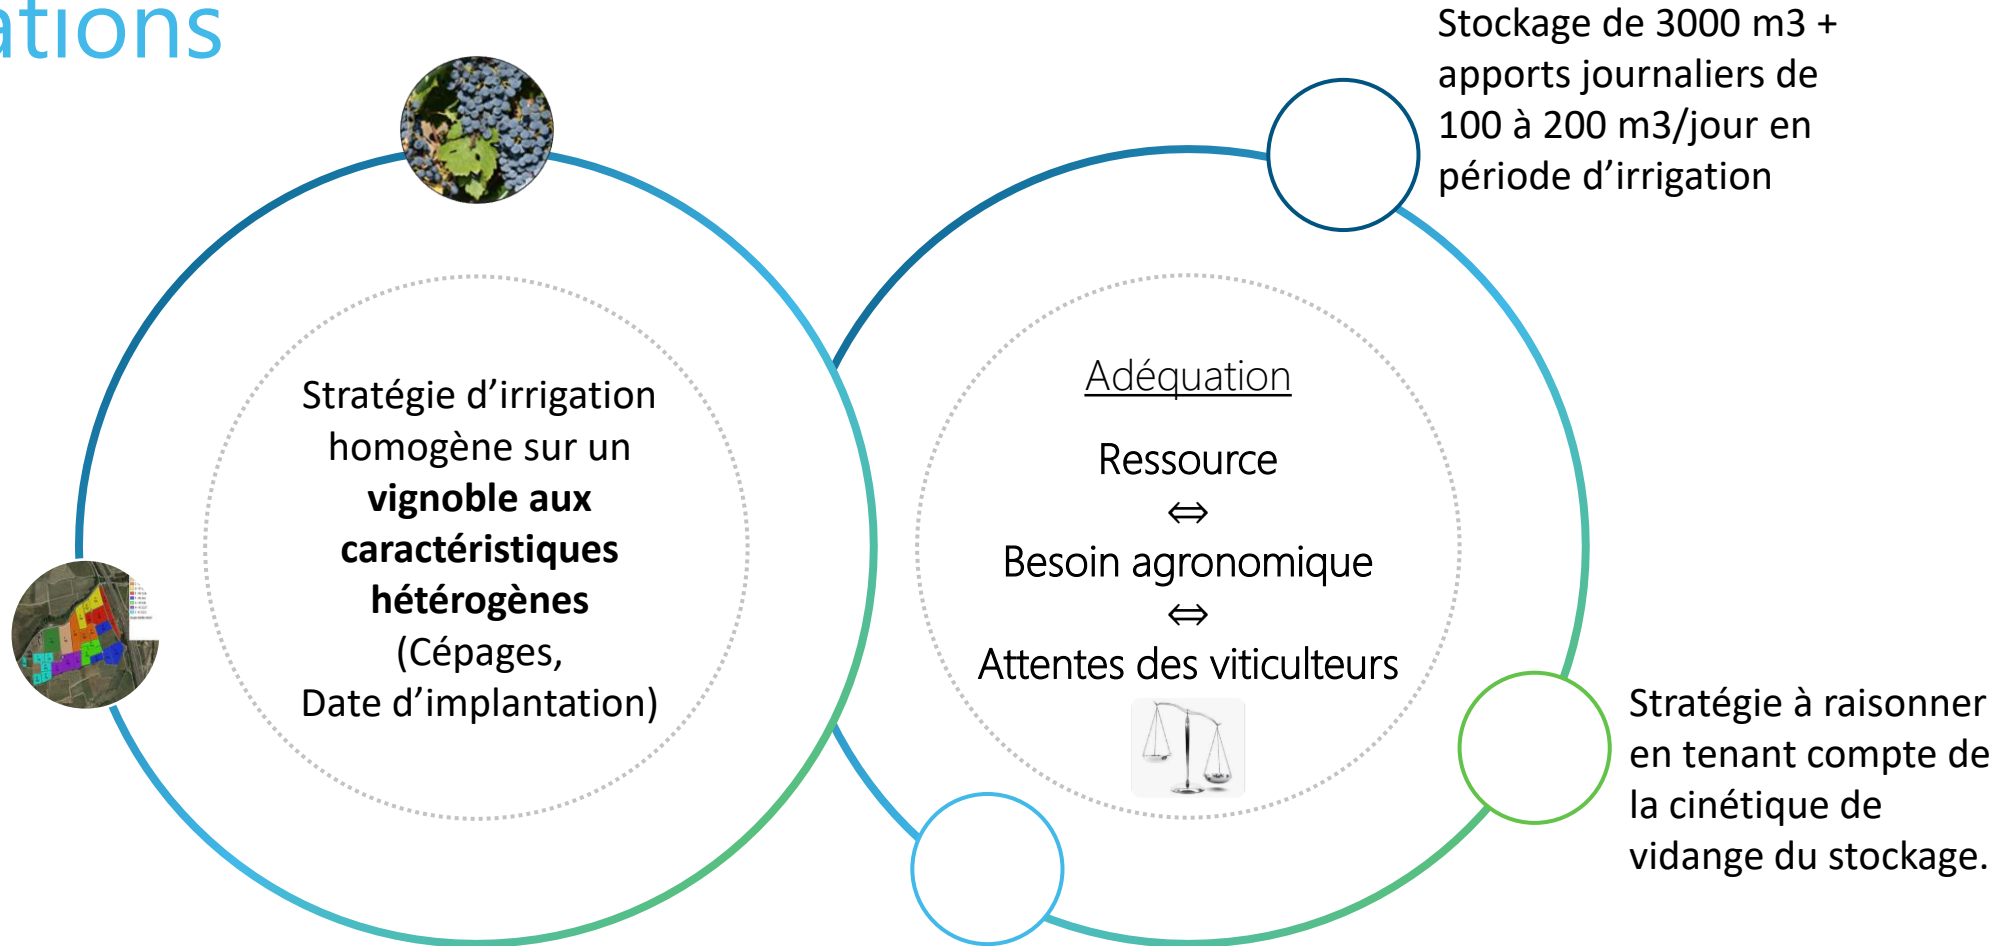 ations
Stockage de 3000 m3 +
apports journaliers de
100 à 200 m3/jour en
période d’irrigation
Stratégie d’irrigation
homogène sur un
vignoble aux
caractéristiques
hétérogènes
(Cépages,
Date d’implantation)
Adéquation
Ressource
⇔
Besoin agronomique
⇔
Attentes des viticulteurs
Stratégie à raisonner
en tenant compte de
la cinétique de
vidange du stockage.